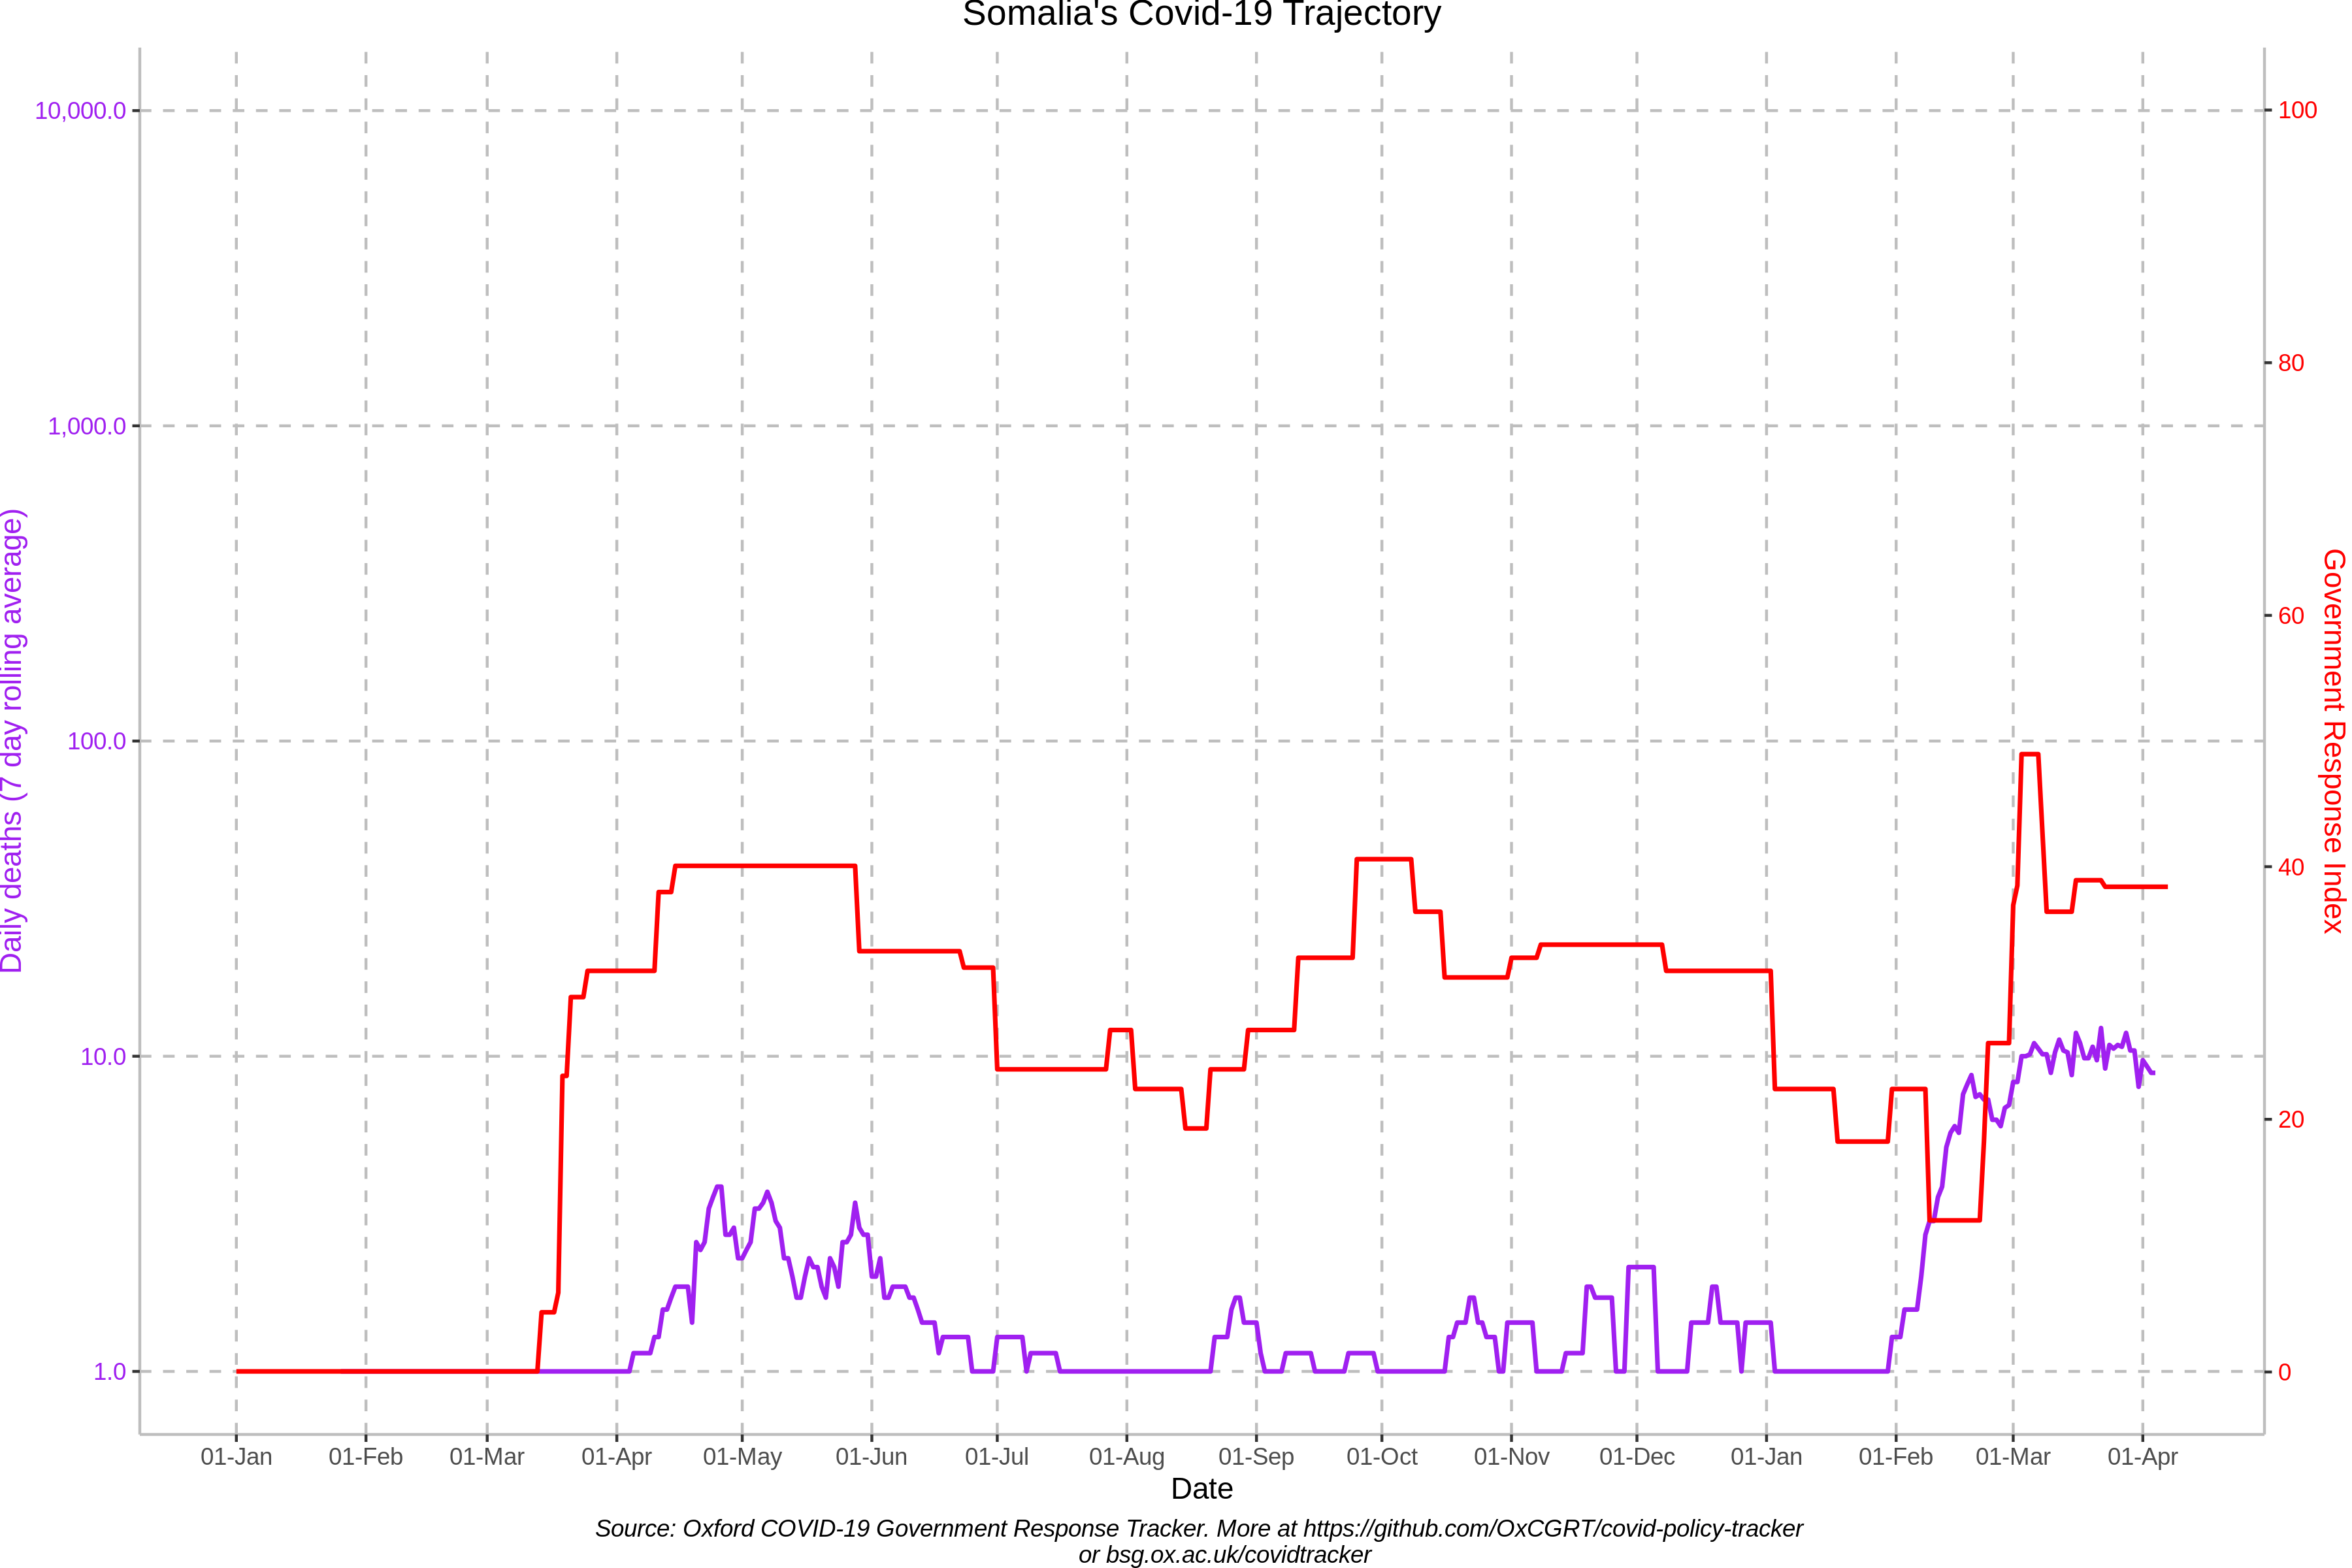 Somalia's Covid-19 Trajectory
10,000.0
1,000.0
100.0
10.0
1.0
Daily deaths (7 day rolling average)
100
80
60
40
20
0
Government Response Index
01-Jan 01-Feb 01-Mar 01-Apr 01-May 01-Jun 01-Jul 01-Aug 01-Sep 01-Oct 01-Nov 01-Dec 01-Jan 01-Feb 01-Mar 01-Apr
Date
Source: Oxford COVID-19 Government Response Tracker. More at https://github.com/OxCGRT/covid-policy-tracker
or bsg.ox.ac.uk/covidtracker